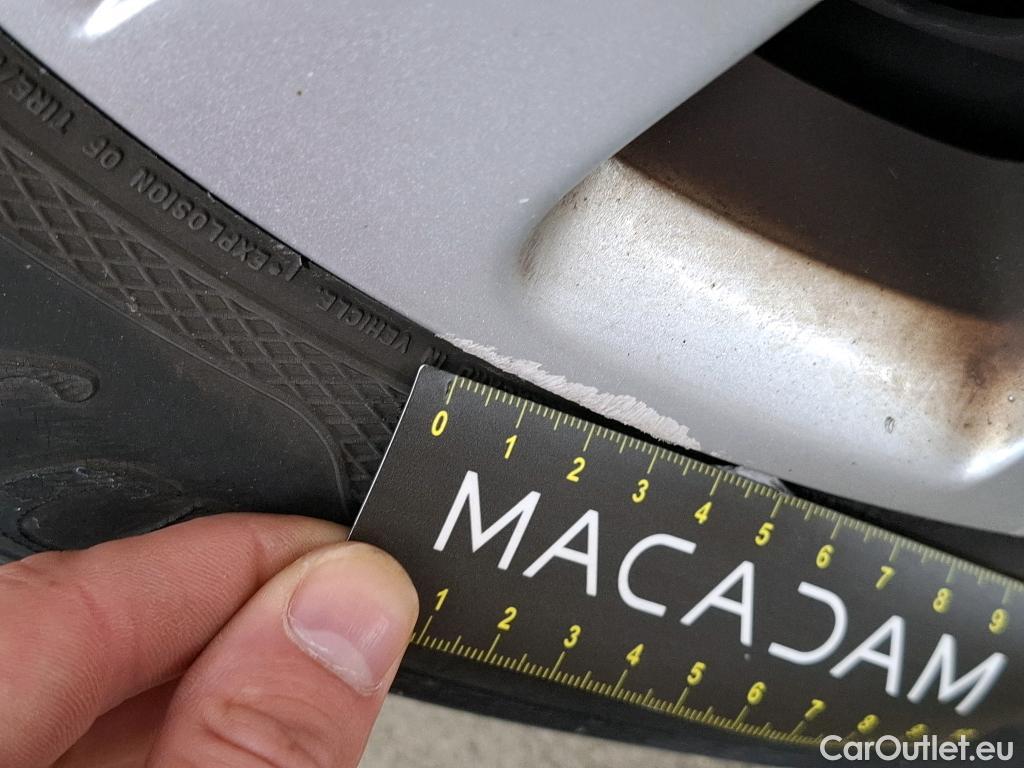 EXPLOSION OF TIRE/
IN VEHICLE.
0 1 2 3 4 5 6 7 8 9
MACADAM
1 2 3 4 5 6 7 8
CarOutlet.eu